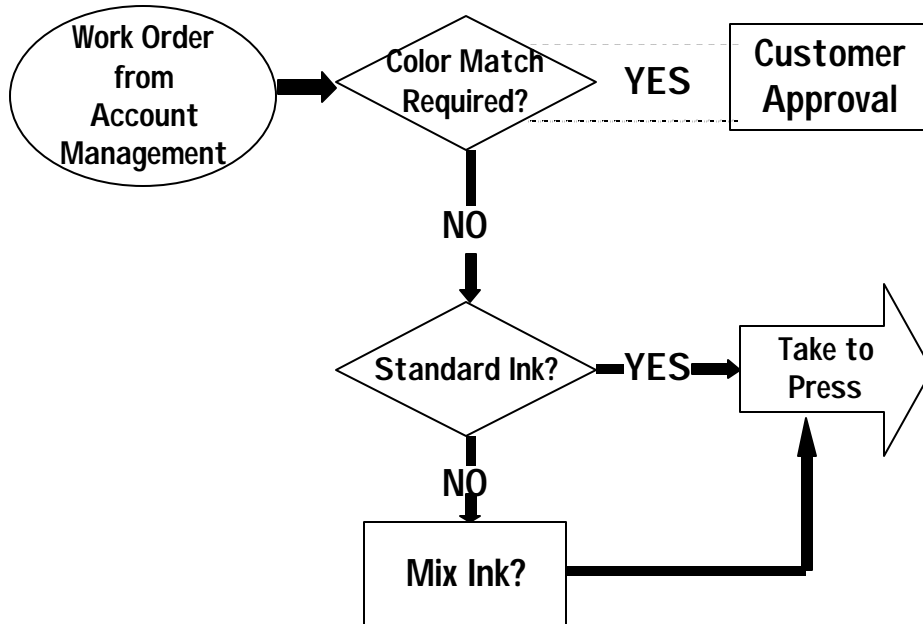 Work Order
from
Account
Management
Color Match
Required?
YES
Customer
Approval
NO
Standard Ink?
YES
Take to
Press
NO
Mix Ink?